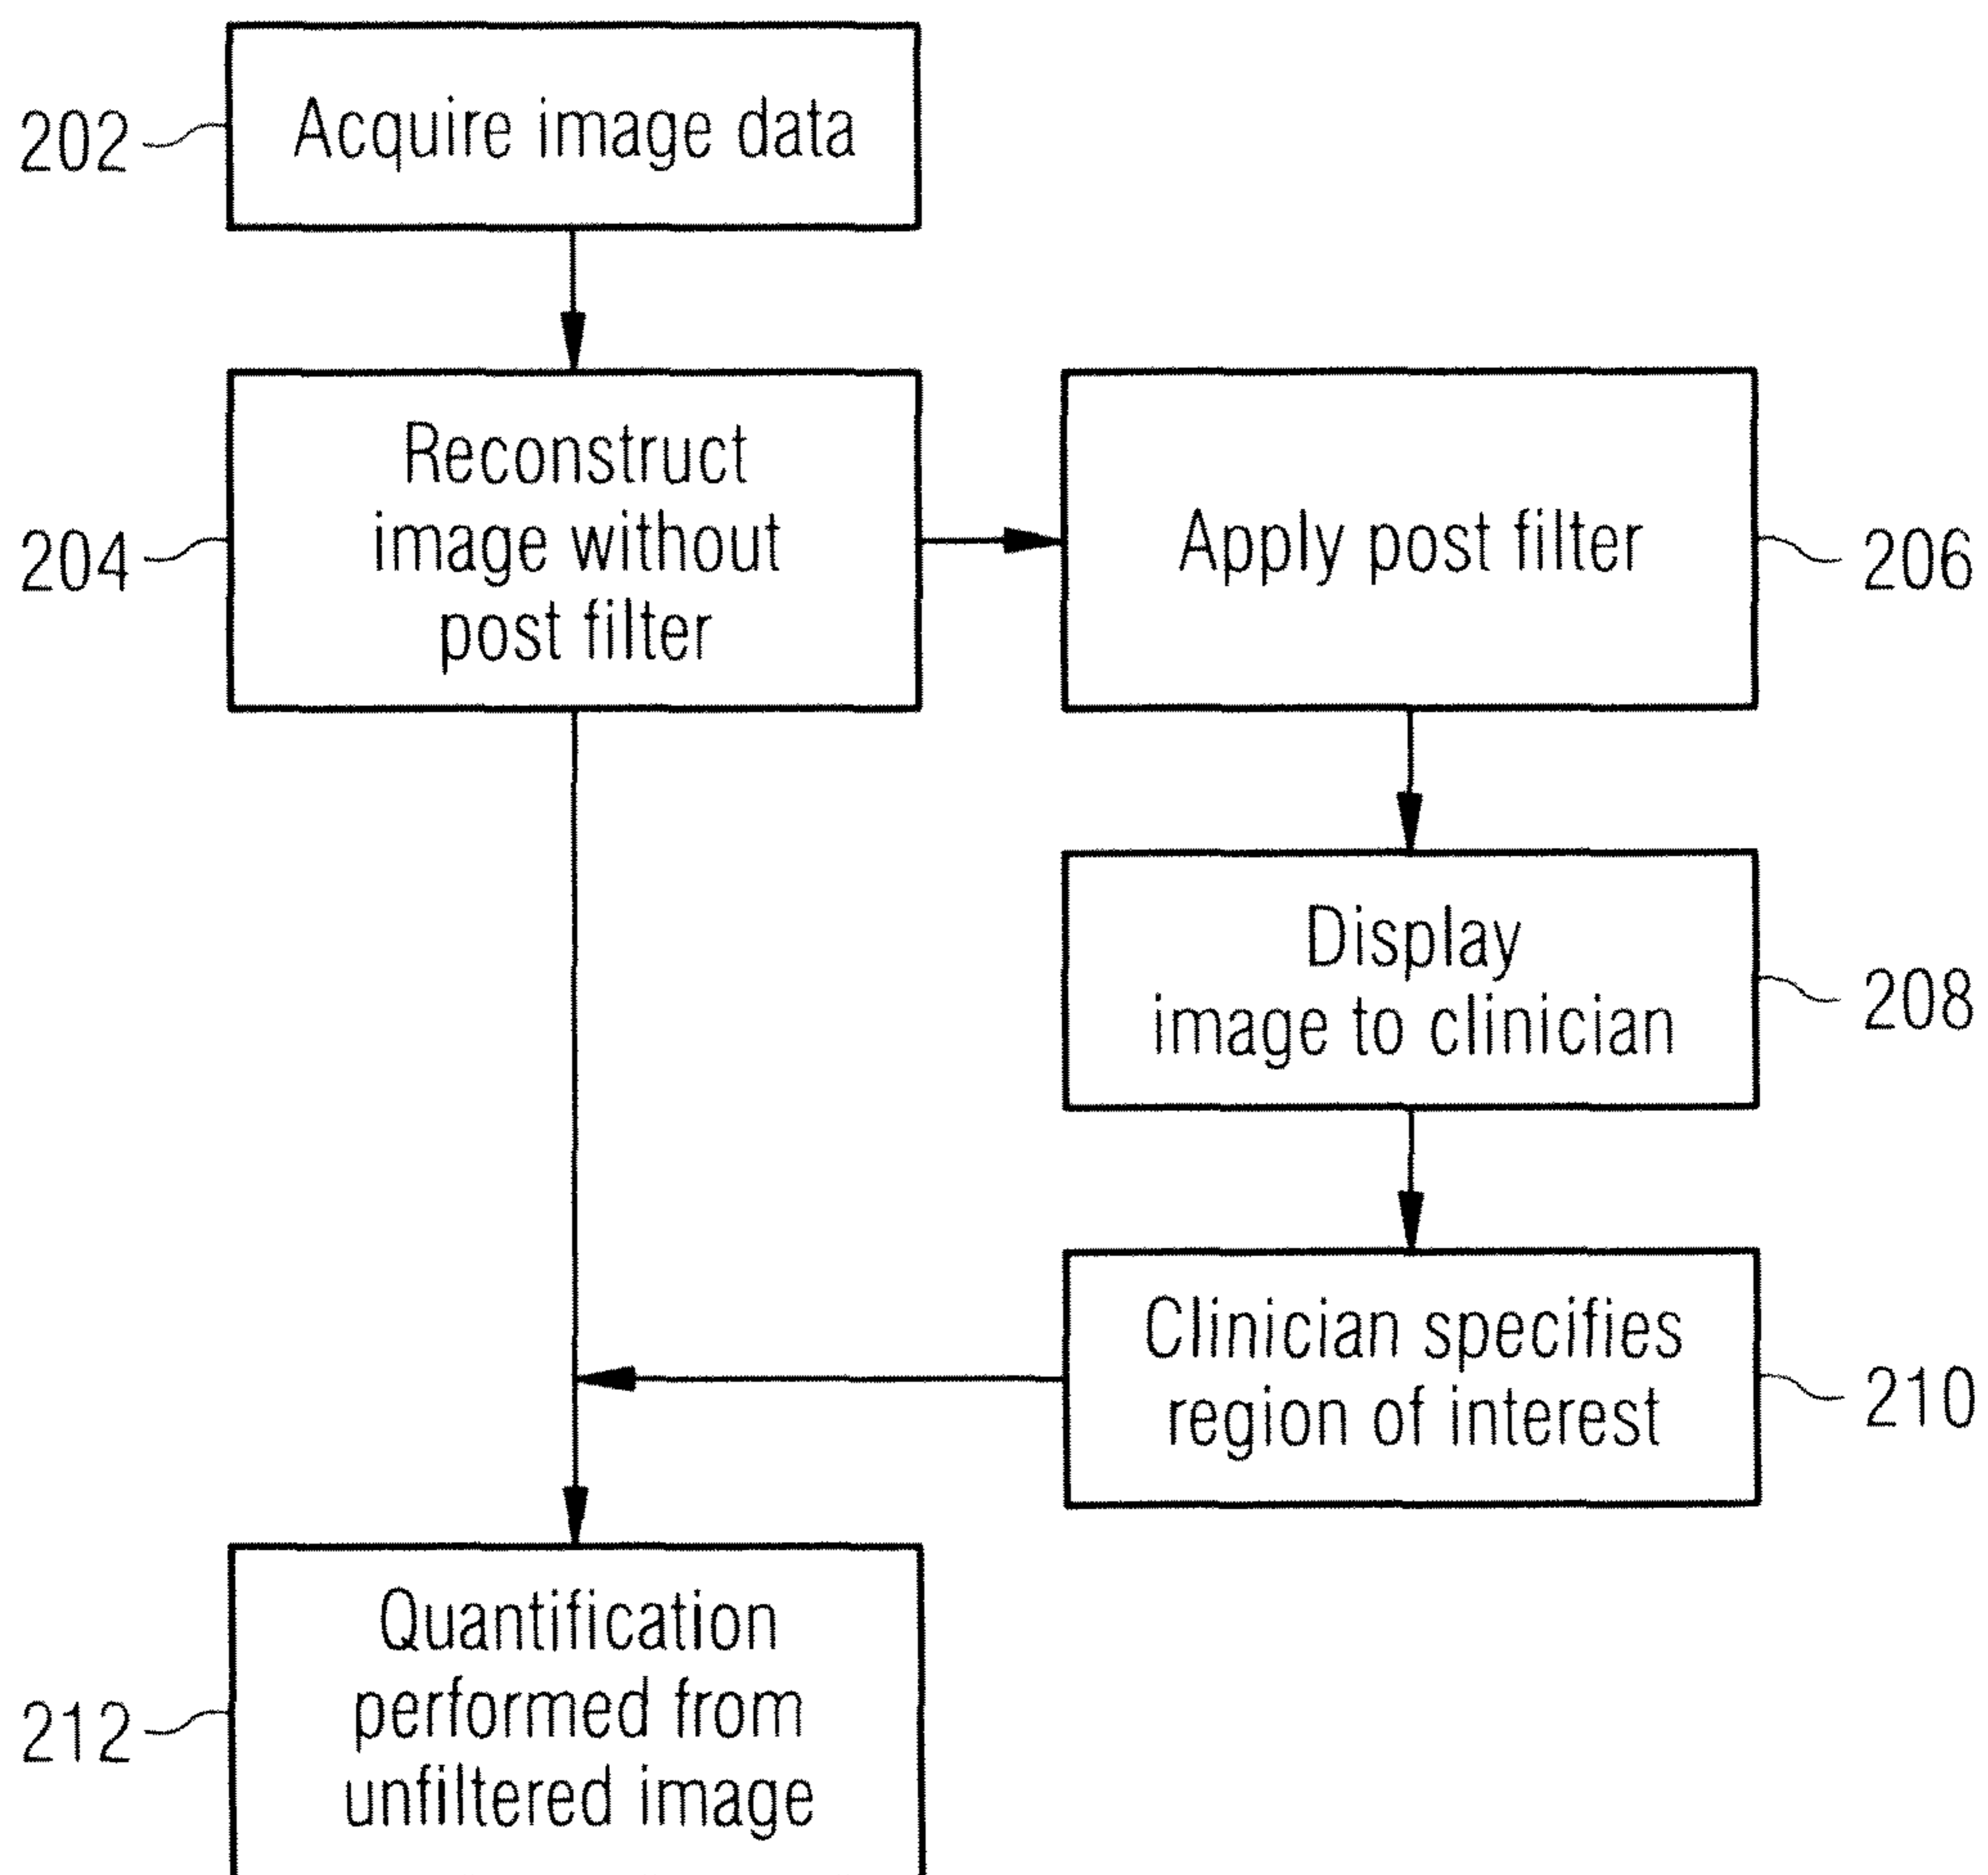 202
Acquire image data
204
Reconstruct
image without
post filter
Apply post filter
206
Display
image to clinician
208
Clinician specifies
region of interest
210
212
Quantification
performed from
unfiltered image